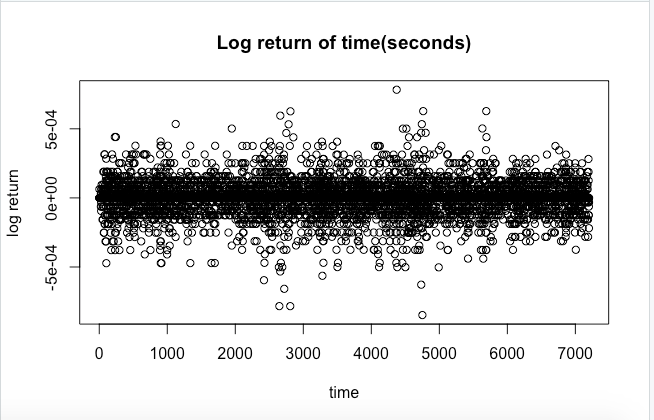 Log return of time(seconds)
log return
5e-04
0e+00
-5e-04
0 1000 2000 3000 4000 5000 6000 7000
time